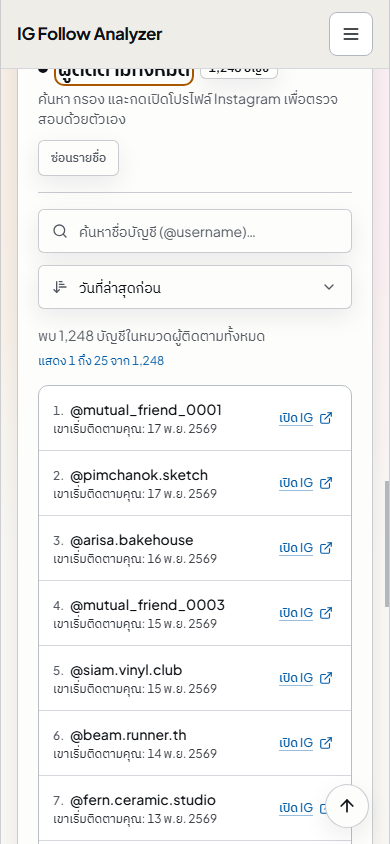 IG Follow Analyzer
ผู้ติดตามทั้งหมด 1,248 บัญชี
ค้นหา กรอง และกดเปิดโปรไฟล์ Instagram เพื่อตรวจ
สอบด้วยตัวเอง
ซ่อนรายชื่อ
ค้นหาชื่อบัญชี (@username)...
วันที่ล่าสุดก่อน
พบ 1,248 บัญชีในหมวดผู้ติดตามทั้งหมด
แสดง 1 ถึง 25 จาก 1,248
1. @mutual_friend_0001 เปิด IG
เขาเริ่มติดตามคุณ: 17 พ.ย. 2569
2. @pimchanok.sketch เปิด IG
เขาเริ่มติดตามคุณ: 17 พ.ย. 2569
3. @arisa.bakehouse เปิด IG
เขาเริ่มติดตามคุณ: 16 พ.ย. 2569
4. @mutual_friend_0003 เปิด IG
เขาเริ่มติดตามคุณ: 15 พ.ย. 2569
5. @siam.vinyl.club เปิด IG
เขาเริ่มติดตามคุณ: 15 พ.ย. 2569
6. @beam.runner.th เปิด IG
เขาเริ่มติดตามคุณ: 14 พ.ย. 2569
7. @fern.ceramic.studio เปิด IG
เขาเริ่มติดตามคุณ: 13 พ.ย. 2569